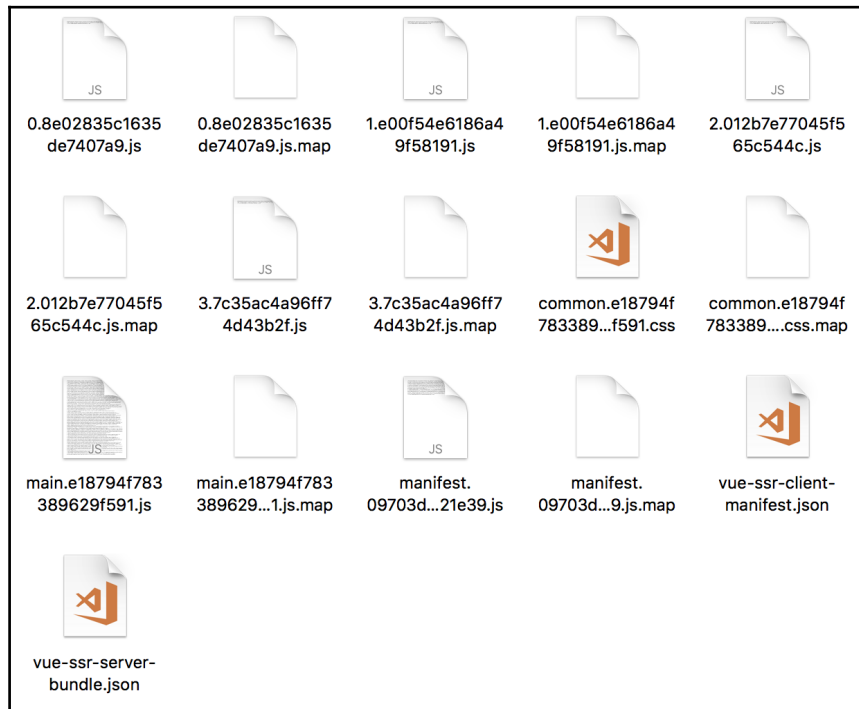 JS
JS
JS
0.8e02835c1635
de7407a9.js
0.8e02835c1635
de7407a9.js.map
1.e00f54e6186a4
9f58191.js
1.e00f54e6186a4
9f58191.js.map
2.012b7e77045f5
65c544c.js
JS
2.012b7e77045f5
65c544c.js.map
3.7c35ac4a96ff7
4d43b2f.js
3.7c35ac4a96ff7
4d43b2f.js.map
common.e18794f
783389...f591.css
common.e18794f
783389....css.map
JS
JS
main.e18794f783
389629f591.js
main.e18794f783
389629...1.js.map
manifest.
09703d...21e39.js
manifest.
09703d...9.js.map
vue-ssr-client-
manifest.json
vue-ssr-server-
bundle.json